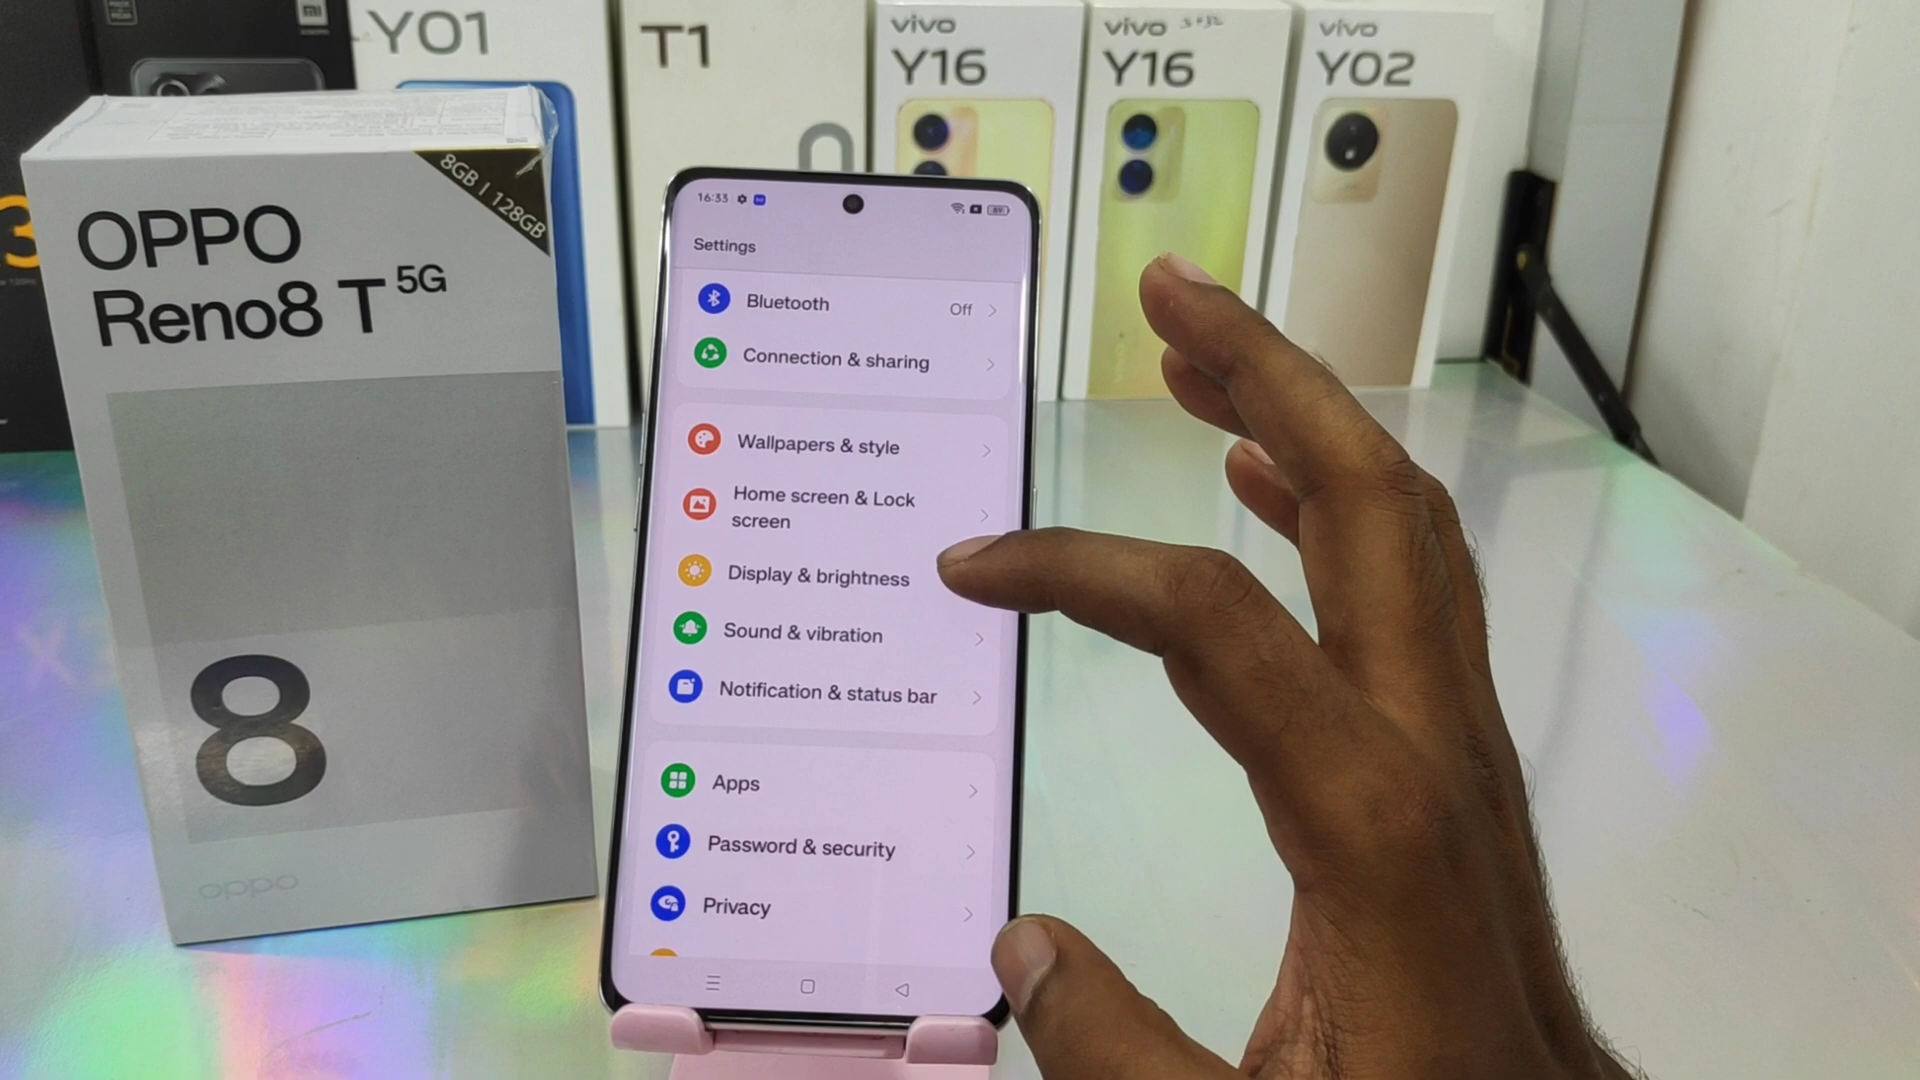 Y01
T1
vivo
Y16
vivo
Y16
vivo
Y02
8GB | 128GB
OPPO
Reno8 T 5G
8
oppo
3
16:33
Settings
Bluetooth
Off
Connection & sharing
Wallpapers & style
Home screen & Lock
screen
Display & brightness
Sound & vibration
Notification & status bar
Apps
Password & security
Privacy